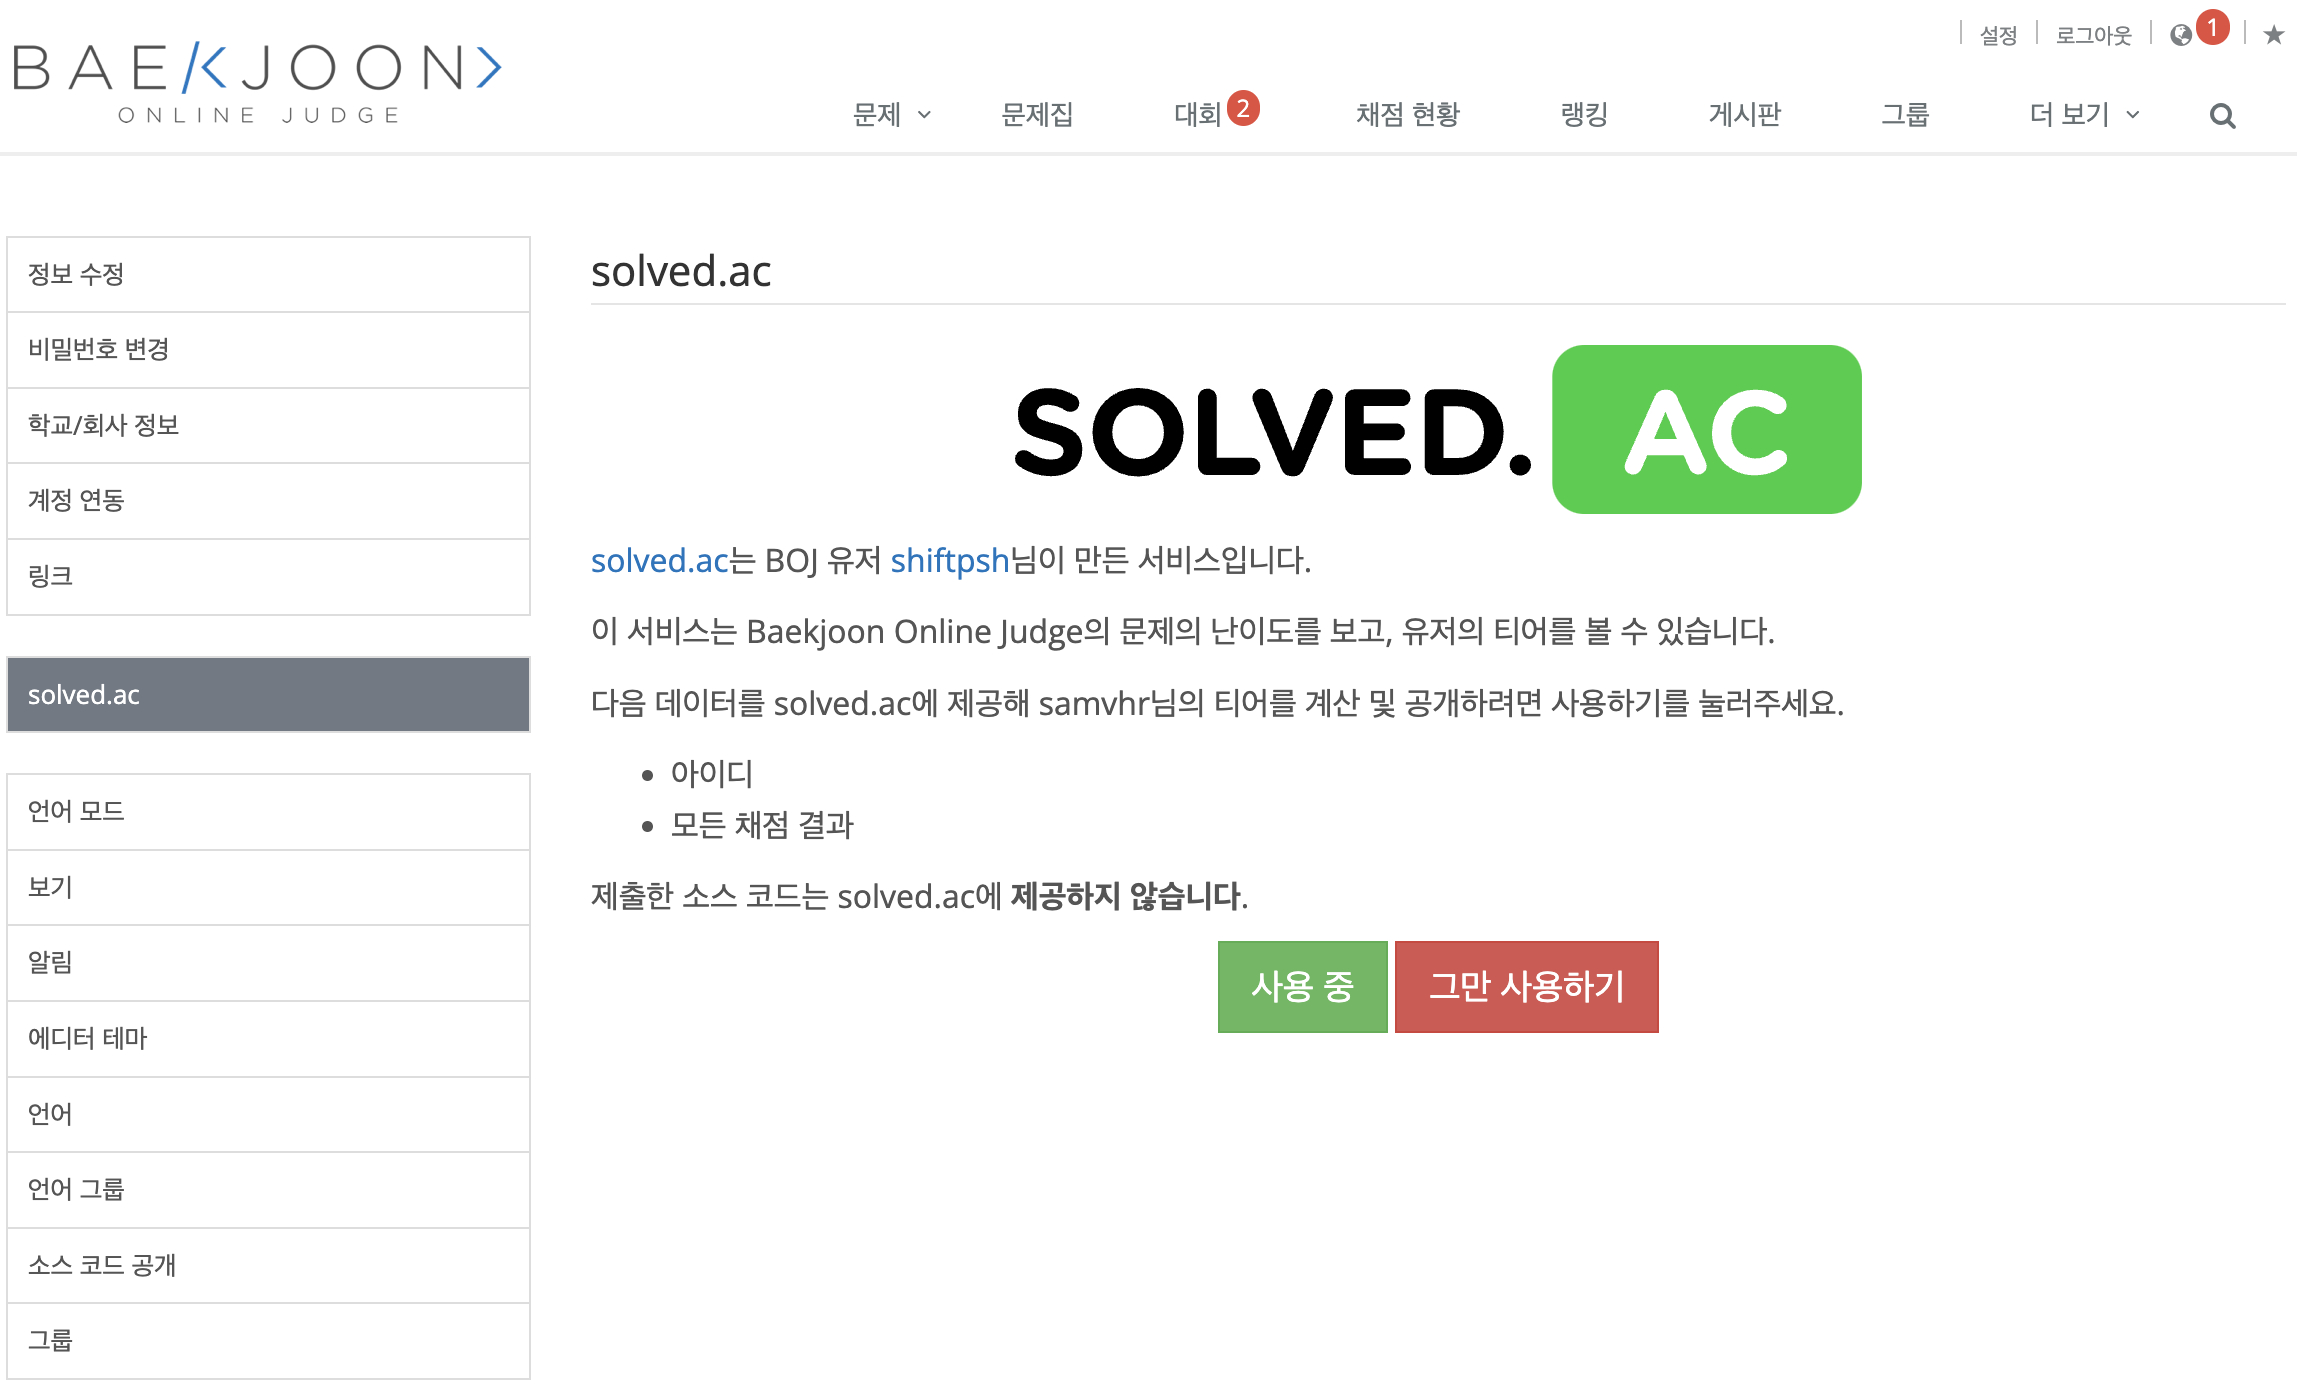 설정
로그아웃
1
BAEKJOON>
ONLINE JUDGE
문제
문제집
대회 2
채점 현황
랭킹
게시판
그룹
더 보기
정보 수정
비밀번호 변경
학교/회사 정보
계정 연동
링크
solved.ac
언어 모드
보기
알림
에디터 테마
언어
언어 그룹
소스 코드 공개
그룹
solved.ac
SOLVED.AC
solved.ac는 BOJ 유저 shiftpsh님이 만든 서비스입니다.
이 서비스는 Baekjoon Online Judge의 문제의 난이도를 보고, 유저의 티어를 볼 수 있습니다.
다음 데이터를 solved.ac에 제공해 samvhr님의 티어를 계산 및 공개하려면 사용하기를 눌러주세요.
• 아이디
• 모든 채점 결과
제출한 소스 코드는 solved.ac에 제공하지 않습니다.
사용 중
그만 사용하기